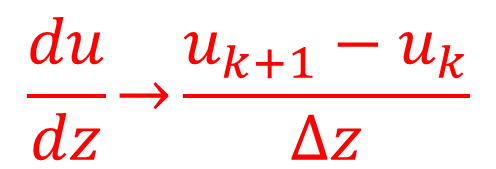 du/dz → (u_{k+1} − u_k)/Δz